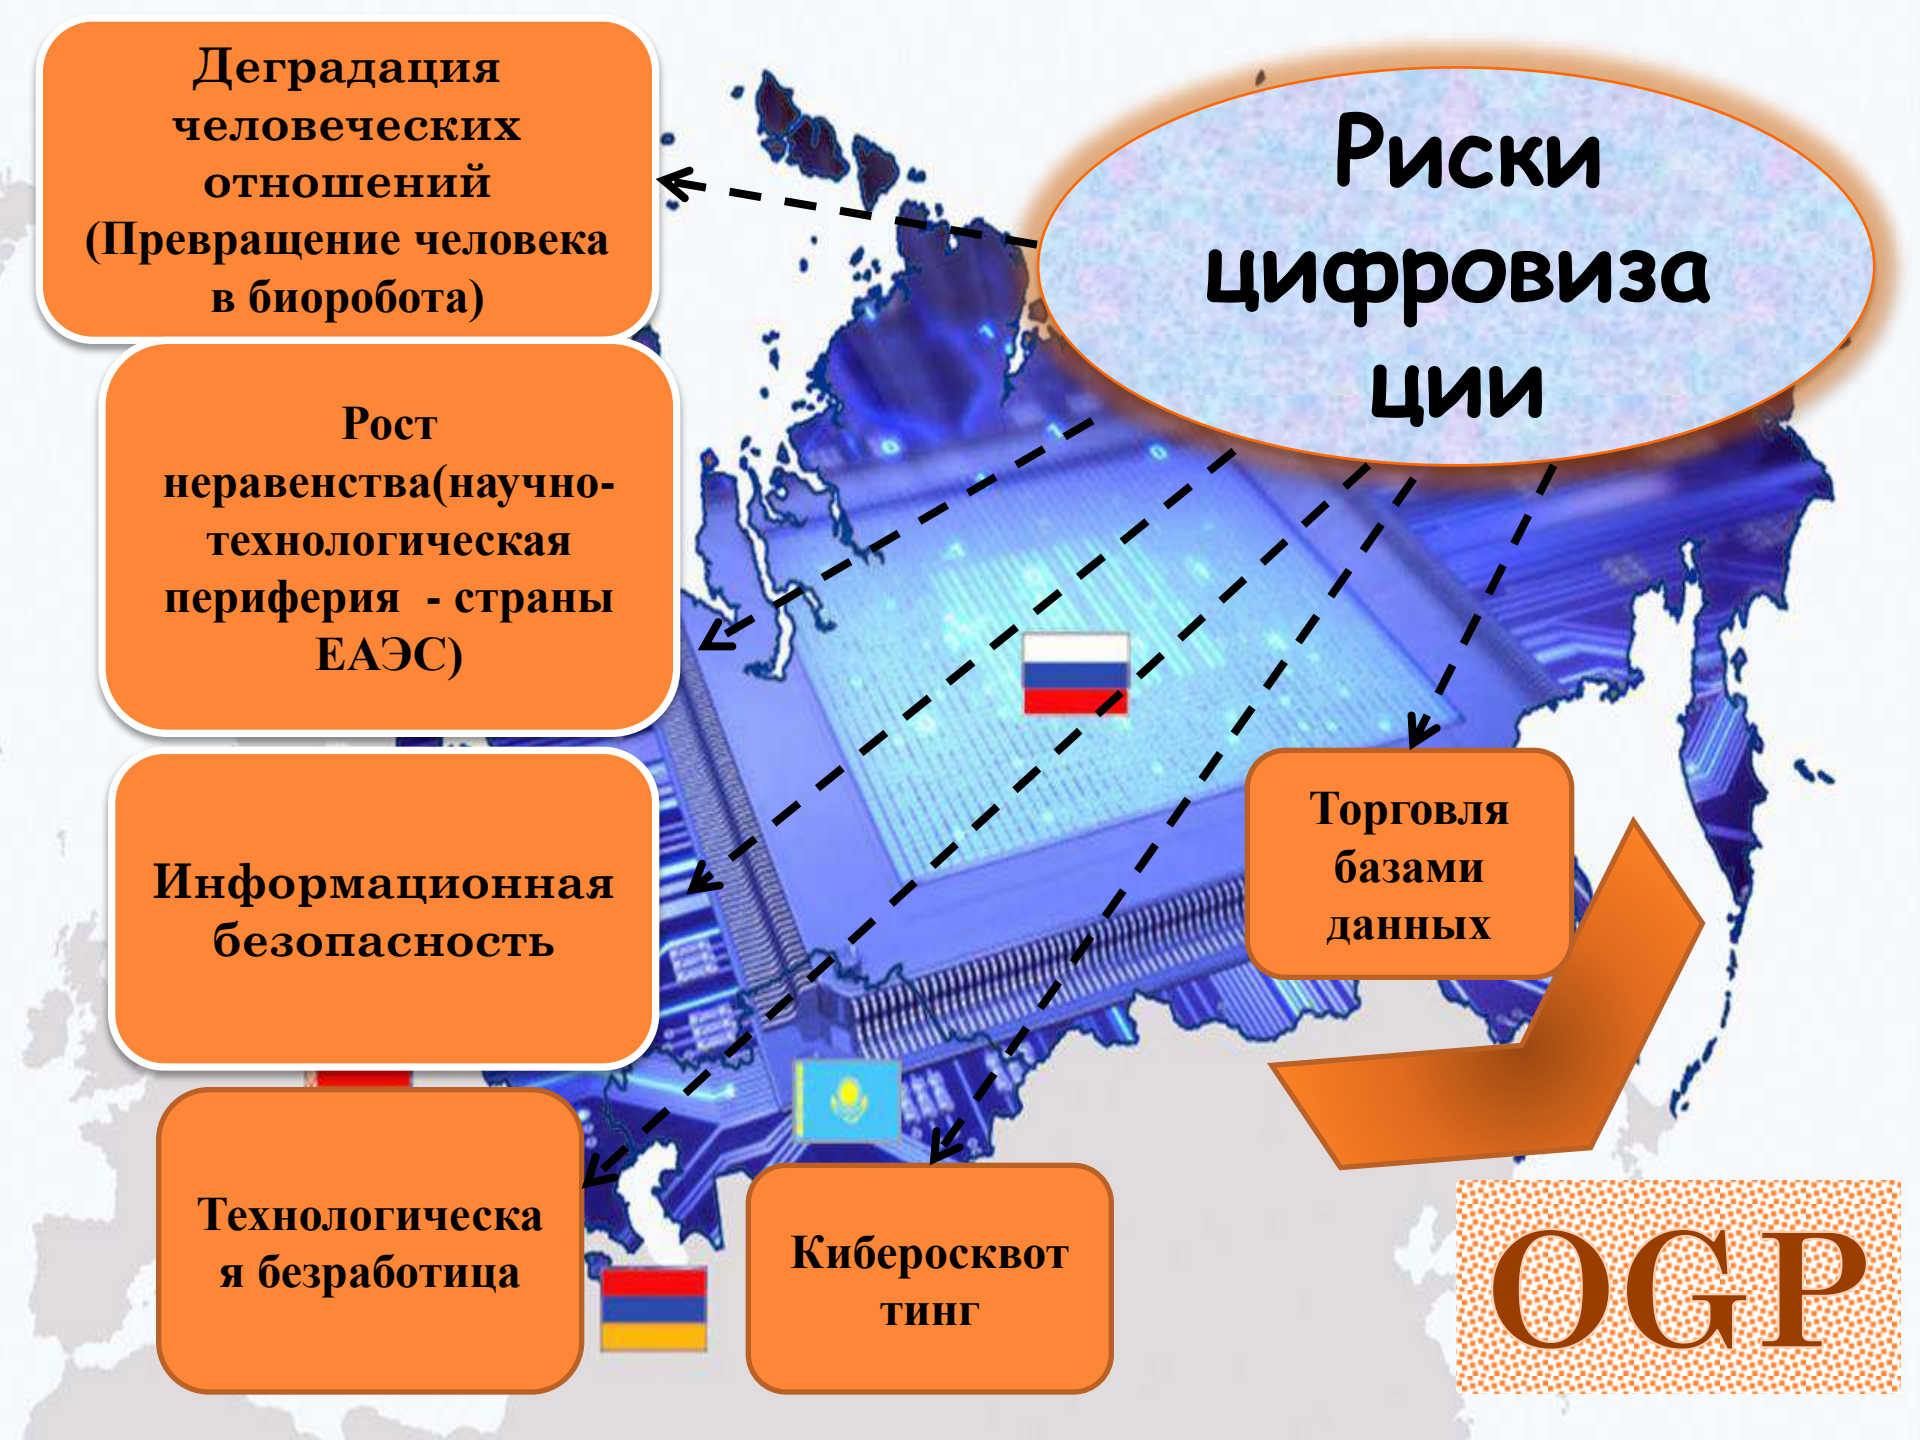 Риски
цифровиза
ции
Деградация
человеческих
отношений
(Превращение человека
в биоробота)
Рост
неравенства(научно-
технологическая
периферия - страны
ЕАЭС)
Информационная
безопасность
Технологическа
я безработица
Киберосквот
тинг
Торговля
базами
данных
OGP